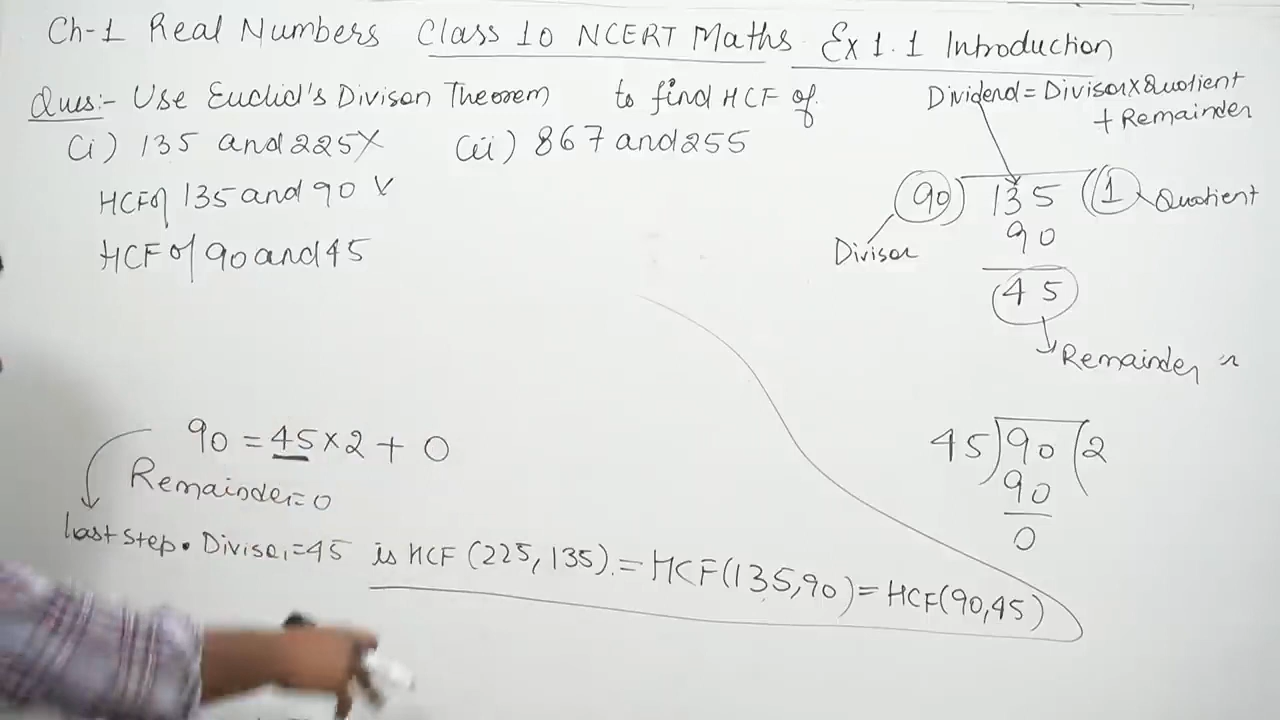 Ch-1 Real Numbers Class 10 NCERT Maths Ex 1.1 Introduction
Ques:- Use Euclid's Divison Theorem to find HCF of
(i) 135 and 225 (iii) 867 and 255
HCF of 135 and 90
HCF of 90 and 45
90 = 45 × 2 + 0
Remainder = 0
last step. Divisor = 45 is HCF (225, 135) = HCF(135,90) = HCF(90,45)
Dividend = Divisor × Quotient
+ Remainder
90) 135 (1 Quotient
Divisor
90
45
Remainder
45) 90 (2
90
0